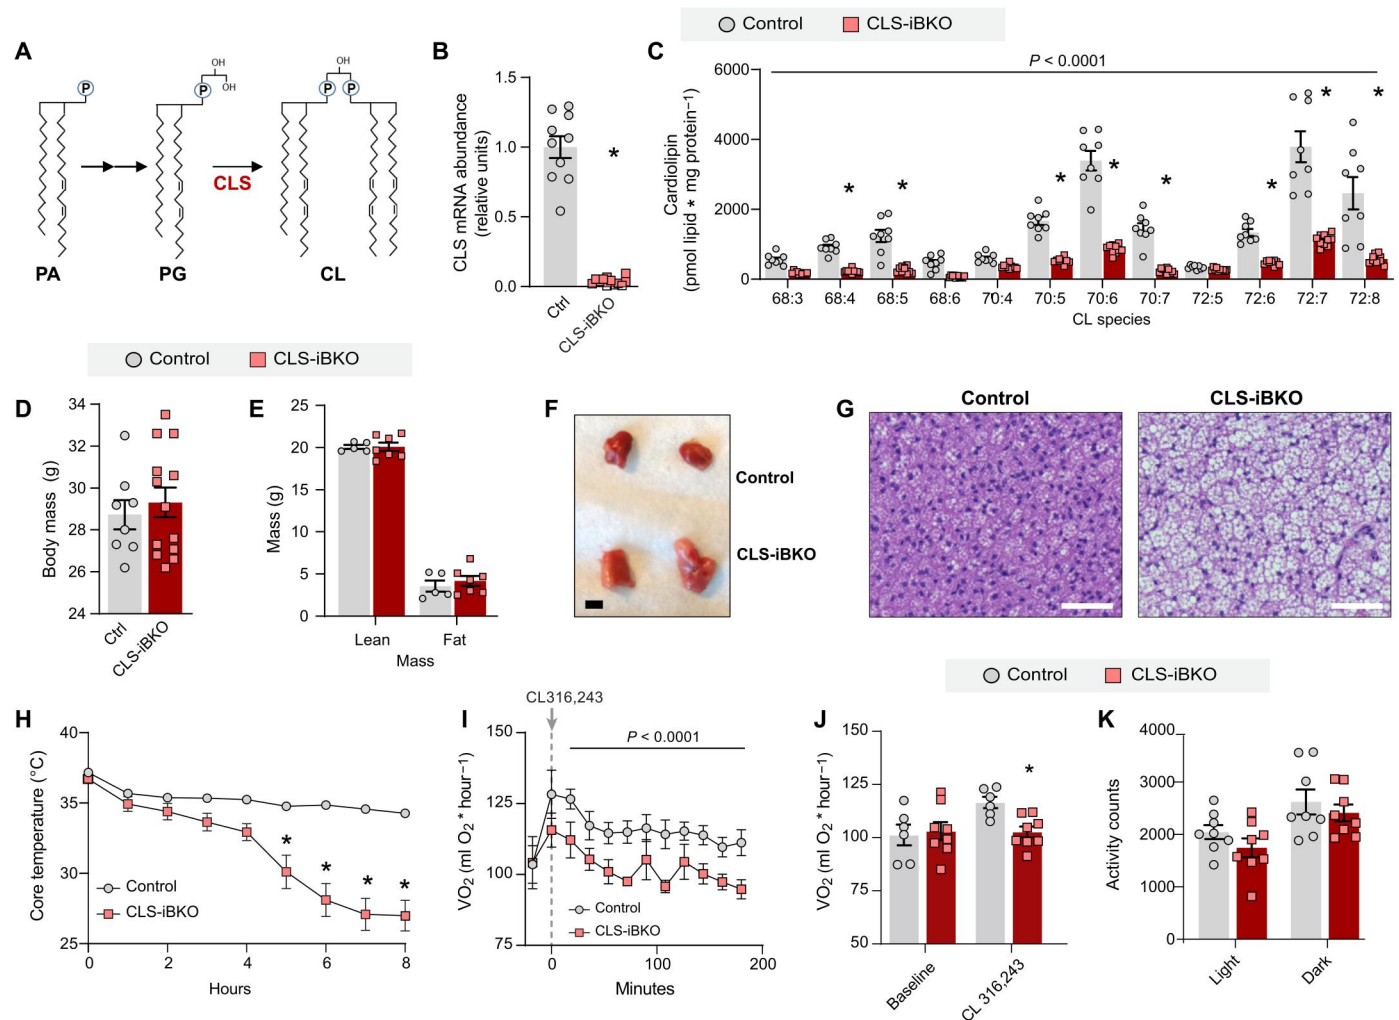 Control CLS-iBKO
A
P
OH
OH
P
OH
P P
CLS
PA PG CL
B
CLS mRNA abundance
(relative units)
1.5
1.0
0.5
0.0
*
Ctrl
CLS-iBKO
C
Cardiolipin
(pmol lipid * mg protein−1)
P < 0.0001
6000
4000
2000
0
* * * * * * * *
68:3 68:4 68:5 68:6 70:4 70:5 70:6 70:7 72:5 72:6 72:7 72:8
CL species
Control CLS-iBKO
D
Body mass (g)
34
32
30
28
26
24
Ctrl
CLS-iBKO
E
Mass (g)
25
20
15
10
5
0
Lean Fat
Mass
F
Control
CLS-iBKO
G
Control CLS-iBKO
Control CLS-iBKO
H
Core temperature (°C)
40
35
30
25
* * * *
Control
CLS-iBKO
0 2 4 6 8
Hours
I
CL316,243
VO2 (ml O2 * hour−1)
P < 0.0001
150
125
100
75
Control
CLS-iBKO
0 100 200
Minutes
J
VO2 (ml O2 * hour−1)
150
125
100
75
50
*
Baseline
CL 316,243
K
Activity counts
4000
3000
2000
1000
0
Light
Dark